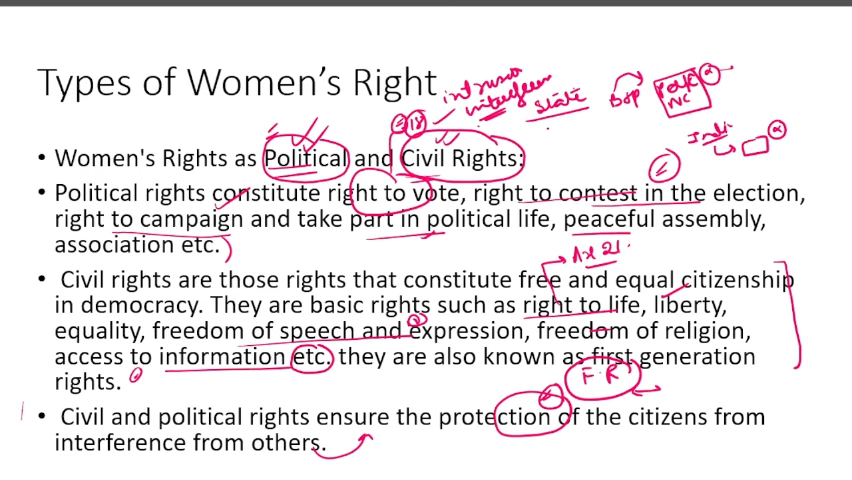 Types of Women's Right
intrusion
interference
state
BJP
INC
18
• Women's Rights as Political and Civil Rights:
• Political rights constitute right to vote, right to contest in the election,
right to campaign and take part in political life, peaceful assembly,
association etc.
Art 21.
• Civil rights are those rights that constitute free and equal citizenship
in democracy. They are basic rights such as right to life, liberty,
equality, freedom of speech and expression, freedom of religion,
access to information etc. they are also known as first generation
rights.
F.R
• Civil and political rights ensure the protection of the citizens from
interference from others.